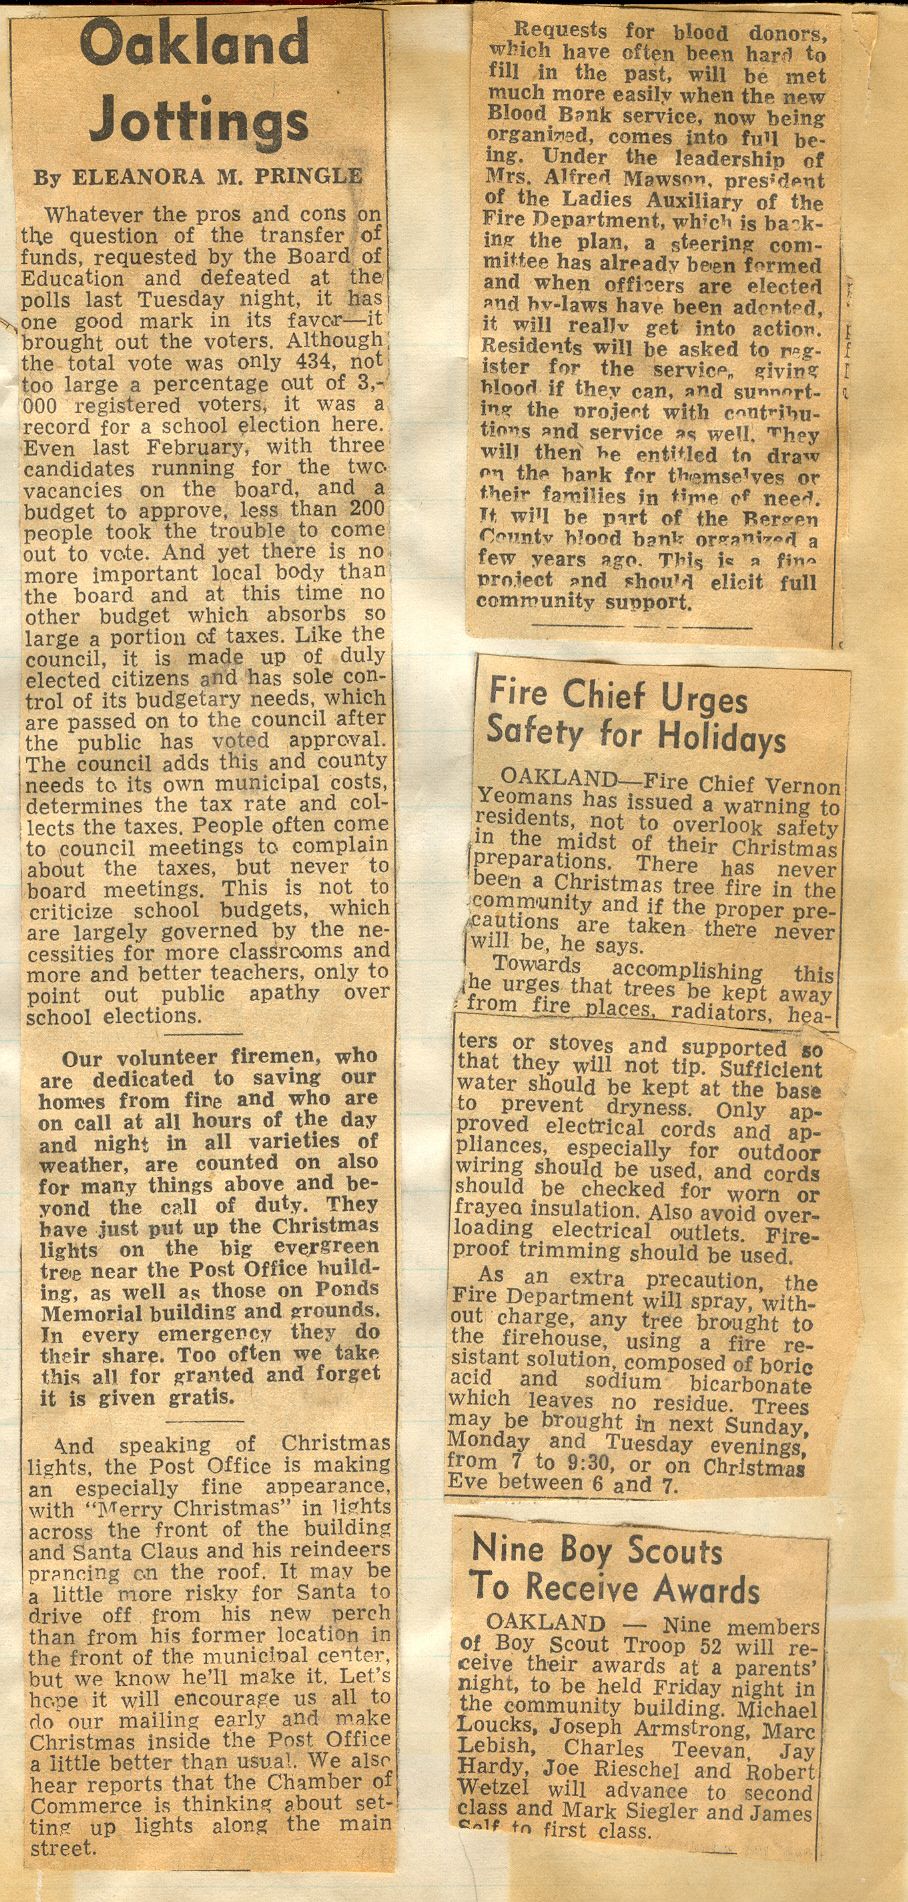 Oakland
Jottings
By ELEANORA M. PRINGLE
Whatever the pros and cons on
the question of the transfer of
funds, requested by the Board of
Education and defeated at the
polls last Tuesday night, it has
one good mark in its favor—it
brought out the voters. Although
the total vote was only 434, not
too large a percentage out of 3,-
000 registered voters, it was a
record for a school election here.
Even last February, with three
candidates running for the two
vacancies on the board, and a
budget to approve, less than 200
people took the trouble to come
out to vote. And yet there is no
more important local body than
the board and at this time no
other budget which absorbs so
large a portion of taxes. Like the
council, it is made up of duly
elected citizens and has sole con-
trol of its budgetary needs, which
are passed on to the council after
the public has voted approval.
The council adds this and county
needs to its own municipal costs,
determines the tax rate and col-
lects the taxes. People often come
to council meetings to complain
about the taxes, but never to
board meetings. This is not to
criticize school budgets, which
are largely governed by the ne-
cessities for more classrooms and
more and better teachers, only to
point out public apathy over
school elections.
Our volunteer firemen, who
are dedicated to saving our
homes from fire and who are
on call at all hours of the day
and night in all varieties of
weather, are counted on also
for many things above and be-
yond the call of duty. They
have just put up the Christmas
lights on the big evergreen
tree near the Post Office build-
ing, as well as those on Ponds
Memorial building and grounds.
In every emergency they do
their share. Too often we take
this all for granted and forget
it is given gratis.
And speaking of Christmas
lights, the Post Office is making
an especially fine appearance,
with "Merry Christmas" in lights
across the front of the building
and Santa Claus and his reindeers
prancing on the roof. It may be
a little more risky for Santa to
drive off from his new perch
than from his former location in
the front of the municipal center,
but we know he'll make it. Let's
hope it will encourage us all to
do our mailing early and make
Christmas inside the Post Office
a little better than usual. We also
hear reports that the Chamber of
Commerce is thinking about set-
ting up lights along the main
street.
Requests for blood donors,
which have often been hard to
fill in the past, will be met
much more easily when the new
Blood Bank service, now being
organized, comes into full be-
ing. Under the leadership of
Mrs. Alfred Mawson, president
of the Ladies Auxiliary of the
Fire Department, which is back-
ing the plan, a steering com-
mittee has already been formed
and when officers are elected
and by-laws have been adopted,
it will really get into action.
Residents will be asked to reg-
ister for the service, giving
blood if they can, and support-
ing the project with contribu-
tions and service as well. They
will then be entitled to draw
on the bank for themselves or
their families in time of need.
It will be part of the Bergen
County blood bank organized a
few years ago. This is a fine
project and should elicit full
community support.
Fire Chief Urges
Safety for Holidays
OAKLAND—Fire Chief Vernon
Yeomans has issued a warning to
residents, not to overlook safety
in the midst of their Christmas
preparations. There has never
been a Christmas tree fire in the
community and if the proper pre-
cautions are taken there never
will be, he says.
Towards accomplishing this
he urges that trees be kept away
from fire places, radiators, hea-
ters or stoves and supported so
that they will not tip. Sufficient
water should be kept at the base
to prevent dryness. Only ap-
proved electrical cords and ap-
pliances, especially for outdoor
wiring should be used, and cords
should be checked for worn or
frayed insulation. Also avoid over-
loading electrical outlets. Fire-
proof trimming should be used.
As an extra precaution, the
Fire Department will spray, with-
out charge, any tree brought to
the firehouse, using a fire re-
sistant solution, composed of boric
acid and sodium bicarbonate
which leaves no residue. Trees
may be brought in next Sunday,
Monday and Tuesday evenings,
from 7 to 9:30, or on Christmas
Eve between 6 and 7.
Nine Boy Scouts
To Receive Awards
OAKLAND — Nine members
of Boy Scout Troop 52 will re-
ceive their awards at a parents'
night, to be held Friday night in
the community building. Michael
Loucks, Joseph Armstrong, Marc
Lebish, Charles Teevan, Jay
Hardy, Joe Rieschel and Robert
Wetzel will advance to second
class and Mark Siegler and James
Self to first class.